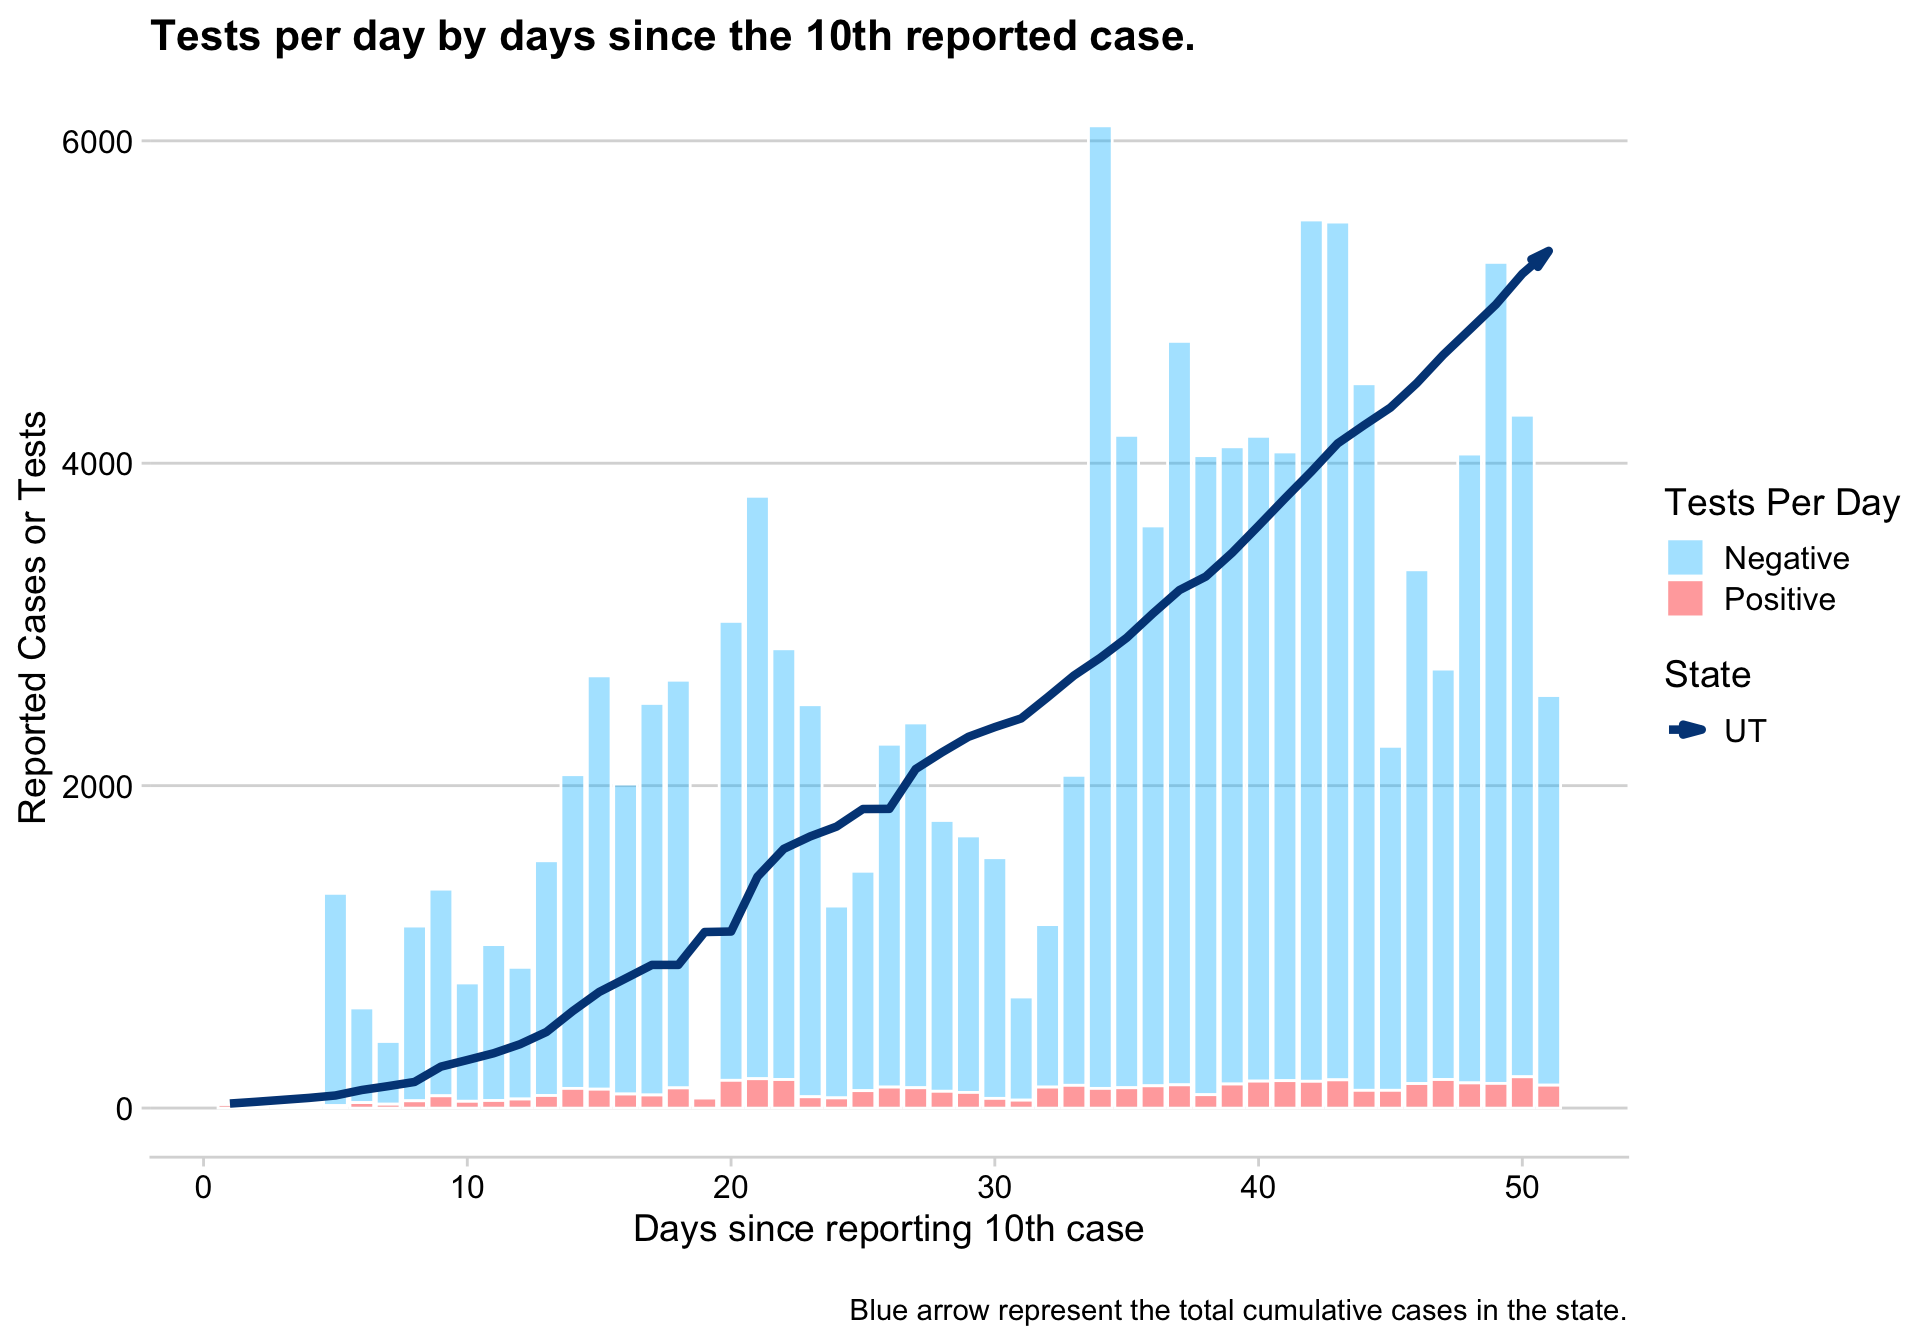 Tests per day by days since the 10th reported case.
6000
4000
2000
0
Reported Cases or Tests
0 10 20 30 40 50
Days since reporting 10th case
Tests Per Day
Negative
Positive
State
UT
Blue arrow represent the total cumulative cases in the state.